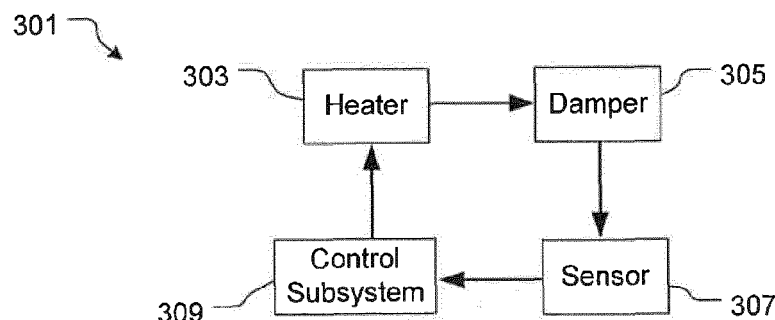 301
303
Heater
Damper
305
Control
Subsystem
309
Sensor
307